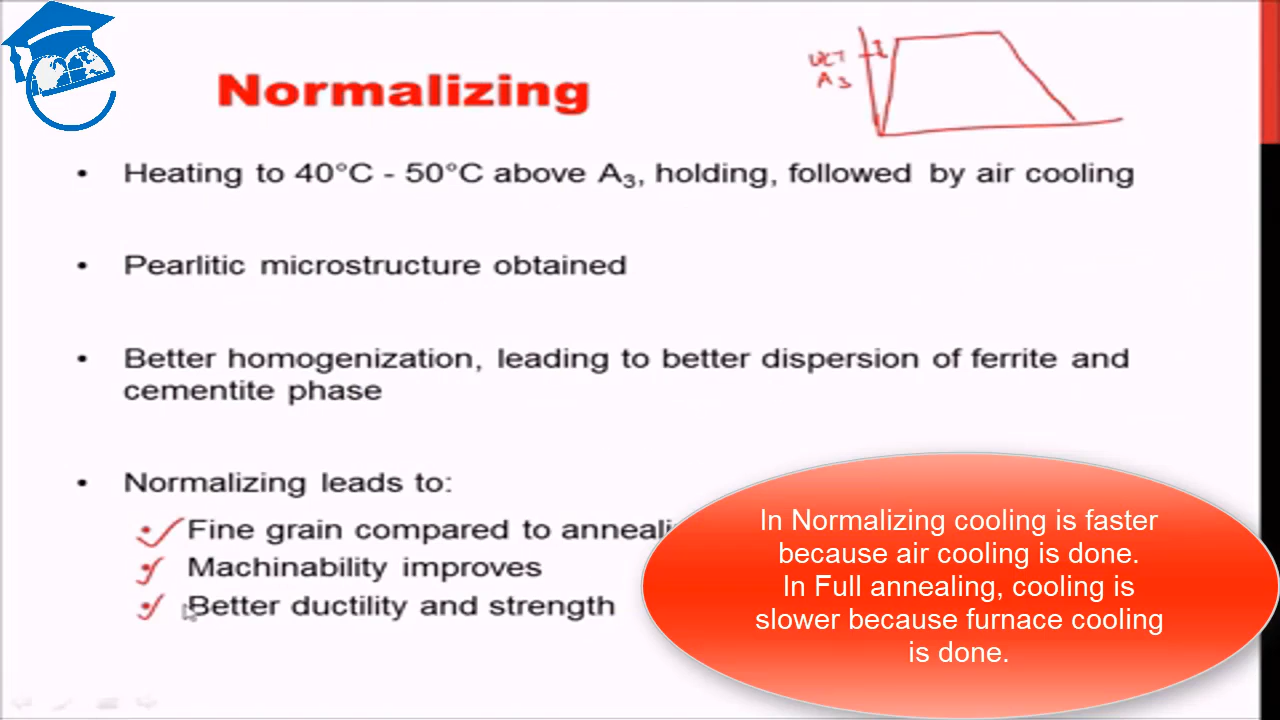 Normalizing
UCT
A3
• Heating to 40°C - 50°C above A₃, holding, followed by air cooling
• Pearlitic microstructure obtained
• Better homogenization, leading to better dispersion of ferrite and
cementite phase
• Normalizing leads to:
• Fine grain compared to
• Machinability improves
• Better ductility and strength
In Normalizing cooling is faster
because air cooling is done.
In Full annealing, cooling is
slower because furnace cooling
is done.